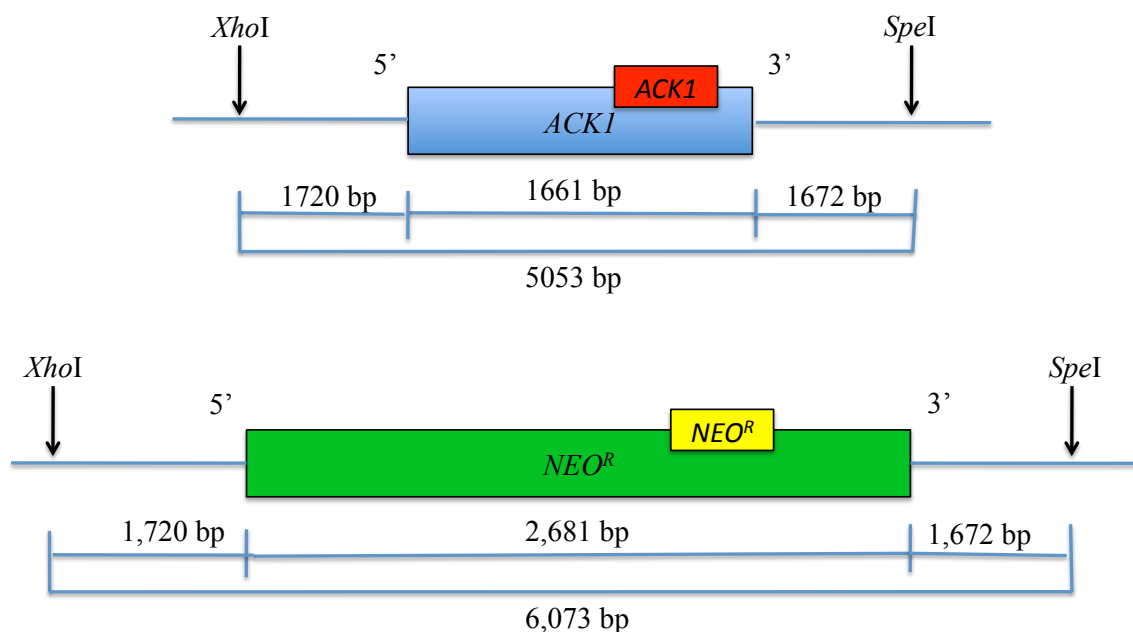 XhoI
SpeI
5’
3’
ACK1
ACK1
1720 bp
1661 bp
1672 bp
5053 bp
XhoI
SpeI
5’
3’
NEO^R
NEO^R
1,720 bp
2,681 bp
1,672 bp
6,073 bp